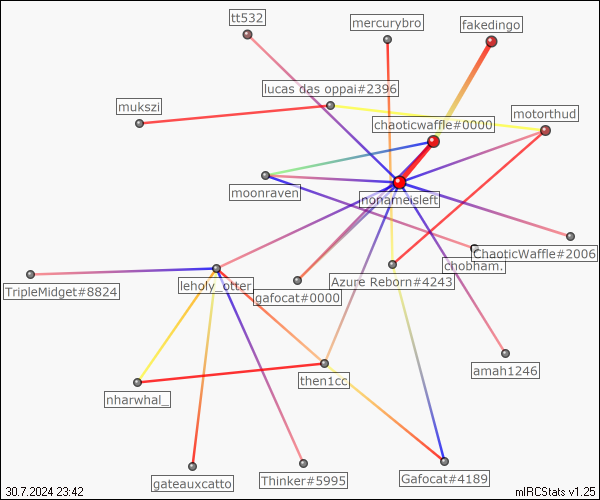 tt532
mercurybro
fakedingo
lucas das oppai#2396
mukszi
motorthud
chaoticwaffle#0000
moonraven
nonameisleft
ChaoticWaffle#2006
chobham.
TripleMidget#8824
leholy_otter
gafocat#0000
Azure Reborn#4243
amah1246
then1cc
nharwhal_
gateauxcatto
Thinker#5995
Gafocat#4189
30.7.2024 23:42
mIRCStats v1.25